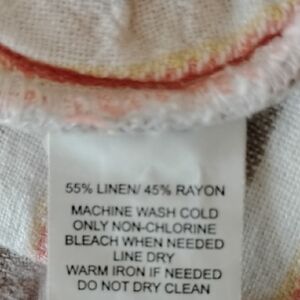 55% LINEN/ 45% RAYON
MACHINE WASH COLD
ONLY NON-CHLORINE
BLEACH WHEN NEEDED
LINE DRY
WARM IRON IF NEEDED
DO NOT DRY CLEAN